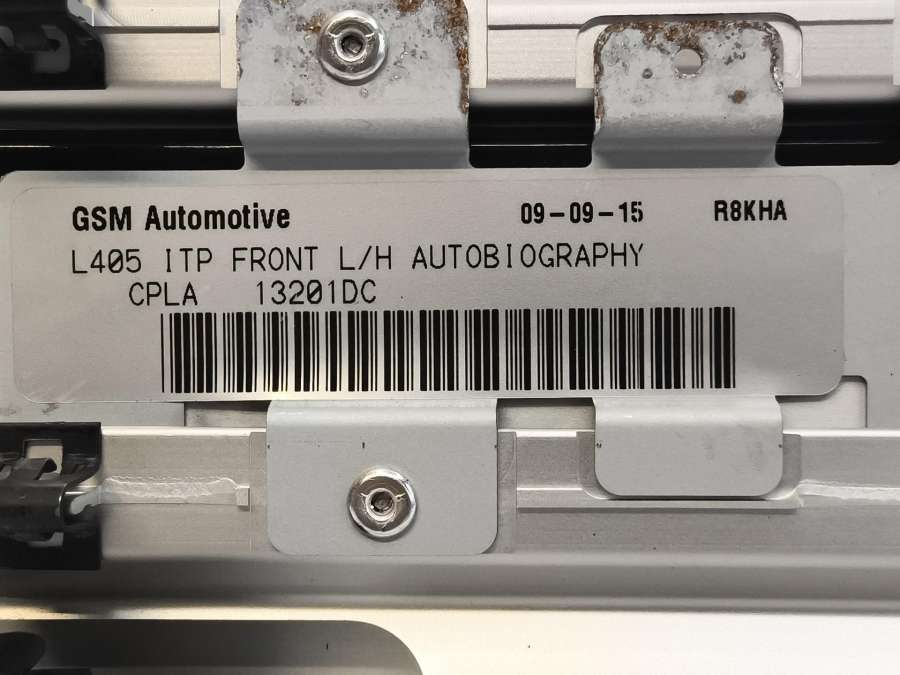 GSM Automotive 09-09-15 R8KHA
L405 ITP FRONT L/H AUTOBIOGRAPHY
CPLA 13201DC